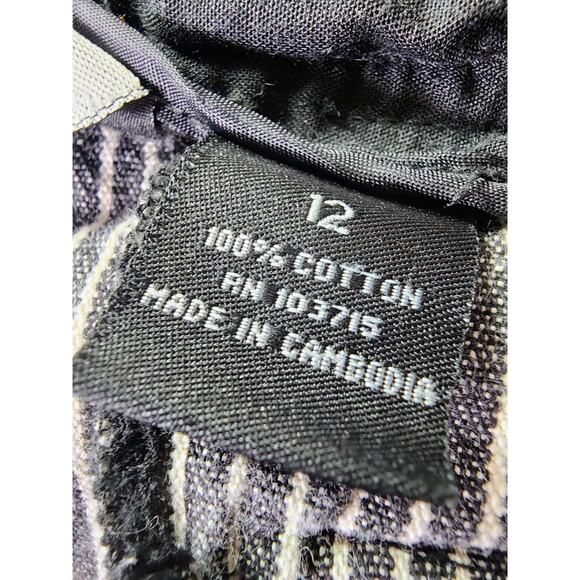 12
100% COTTON
RN 103715
MADE IN CAMBODIA